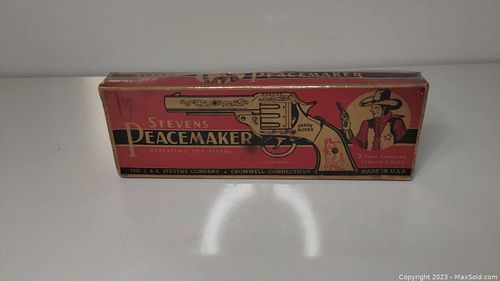 PEACEMAKER
STEVENS
PEACEMAKER
REPEATING TOY PISTOL
THE J. & E. STEVENS COMPANY • CROMWELL, CONNECTICUT
MADE IN U.S.A.
Copyright 2023 - MaxSold.com